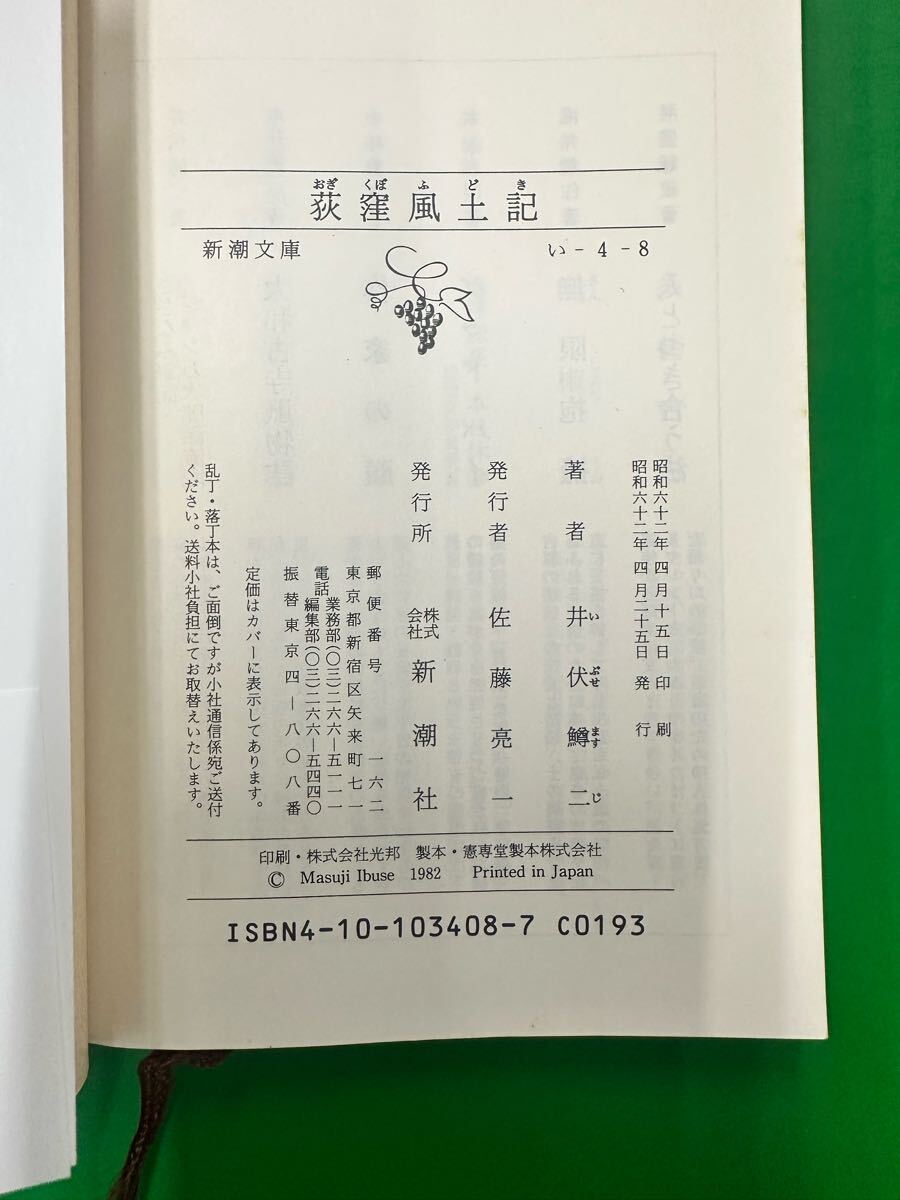 おぎくぼふどき
荻窪風土記
新潮文庫 い-4-8
昭和六十二年 四月 十五日 印刷
昭和六十二年 四月二十五日 発行
著者 井伏鱒二
いぶせますじ
発行者 佐藤亮一
発行所 株式会社 新潮社
郵便番号 一六二
東京都新宿区矢来町七一
業務部(〇三)二六六―五一一一
電話 編集部(〇三)二六六―五四四〇
振替東京四―八〇八番
定価はカバーに表示してあります。
乱丁・落丁本は、ご面倒ですが小社通信係宛ご送付
ください。送料小社負担にてお取替えいたします。
印刷・株式会社光邦 製本・憲専堂製本株式会社
© Masuji Ibuse 1982 Printed in Japan
ISBN4-10-103408-7 C0193